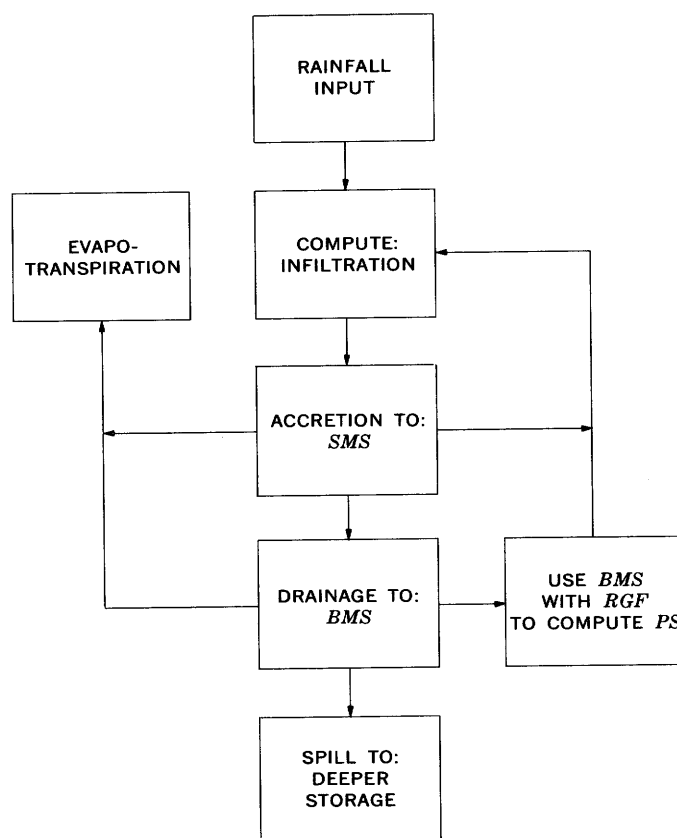 RAINFALL
INPUT
EVAPO-
TRANSPIRATION
COMPUTE:
INFILTRATION
ACCRETION TO:
SMS
DRAINAGE TO:
BMS
USE BMS
WITH RGF
TO COMPUTE PS
SPILL TO:
DEEPER
STORAGE